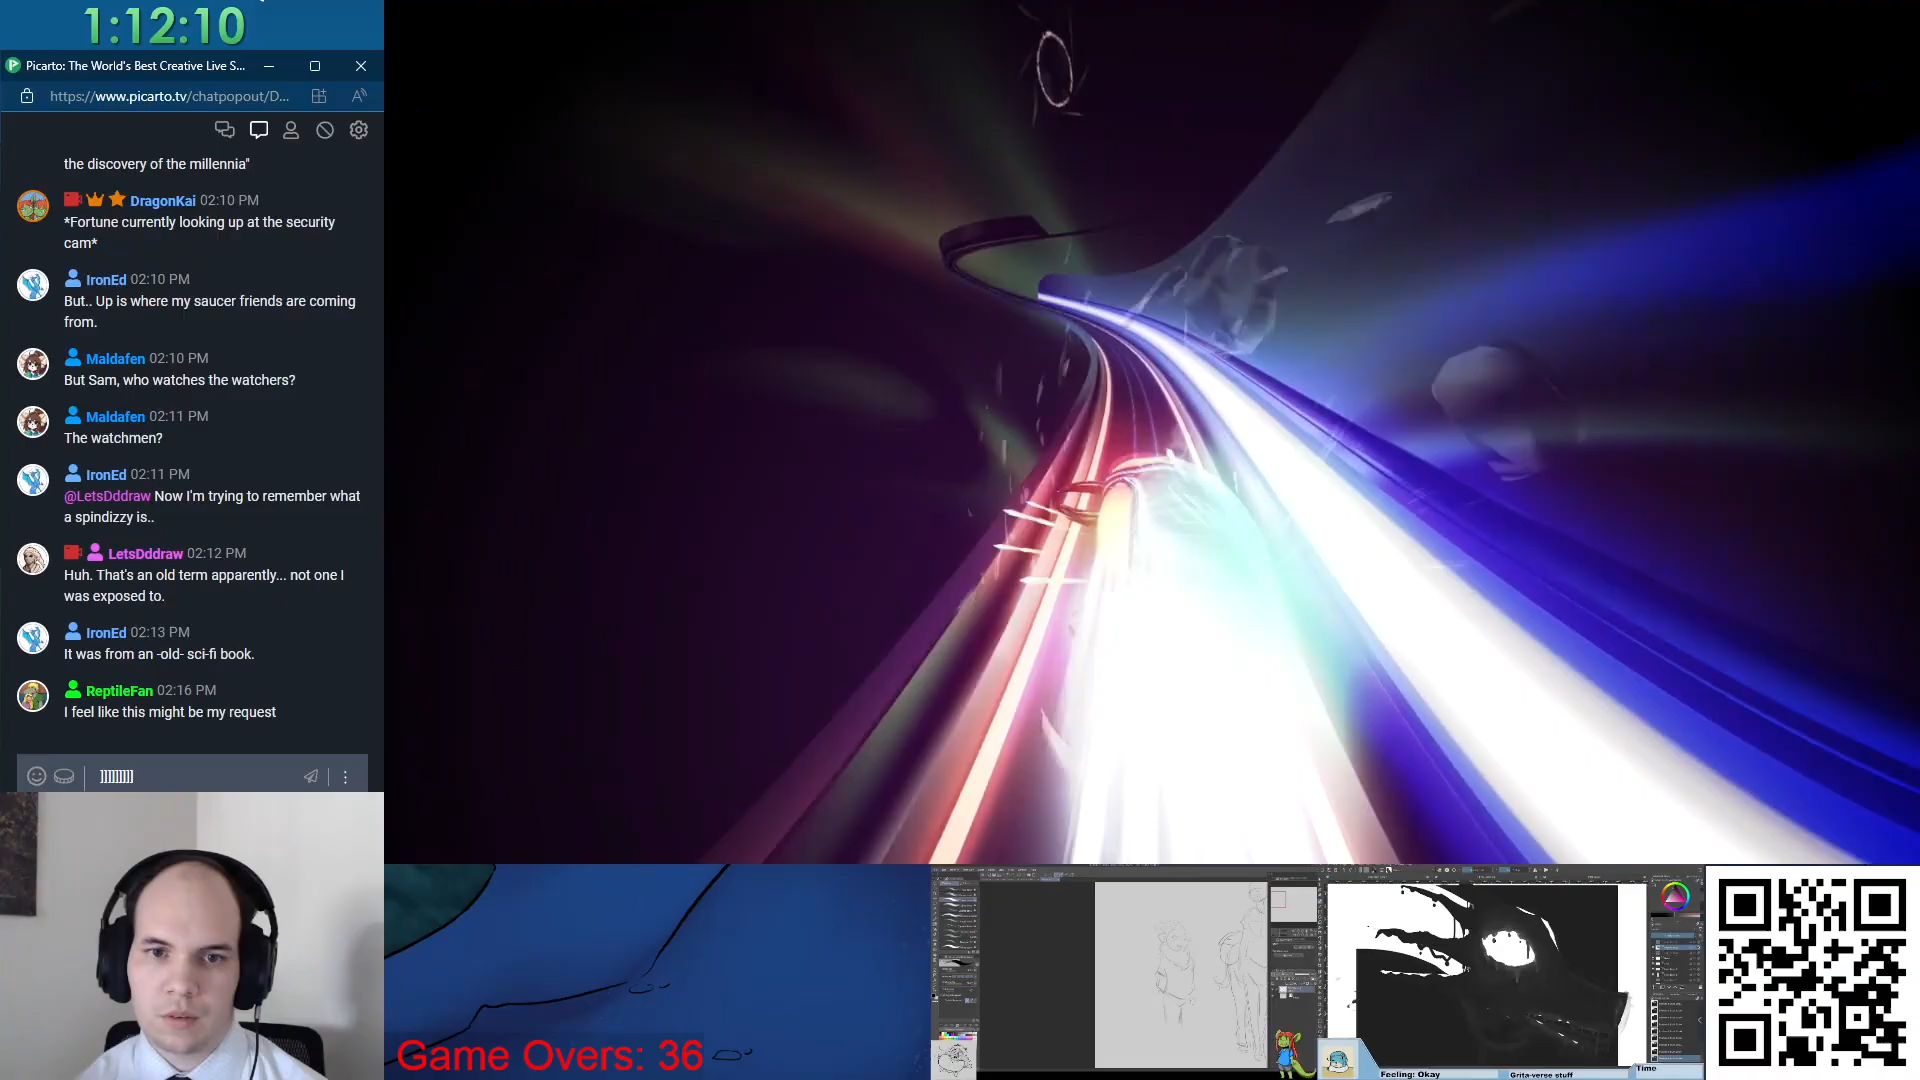 1:12:10
Picarto: The World's Best Creative Live S...
https://www.picarto.tv/chatpopout/D...
the discovery of the millennia"
DragonKai 02:10 PM
*Fortune currently looking up at the security
cam*
IronEd 02:10 PM
But.. Up is where my saucer friends are coming
from.
Maldafen 02:10 PM
But Sam, who watches the watchers?
Maldafen 02:11 PM
The watchmen?
IronEd 02:11 PM
@LetsDddraw Now I'm trying to remember what
a spindizzy is..
LetsDddraw 02:12 PM
Huh. That's an old term apparently... not one I
was exposed to.
IronEd 02:13 PM
It was from an -old- sci-fi book.
ReptileFan 02:16 PM
I feel like this might be my request
]]]]]]]]]
Game Overs: 36
Feeling: Okay
Grita-verse stuff
Time